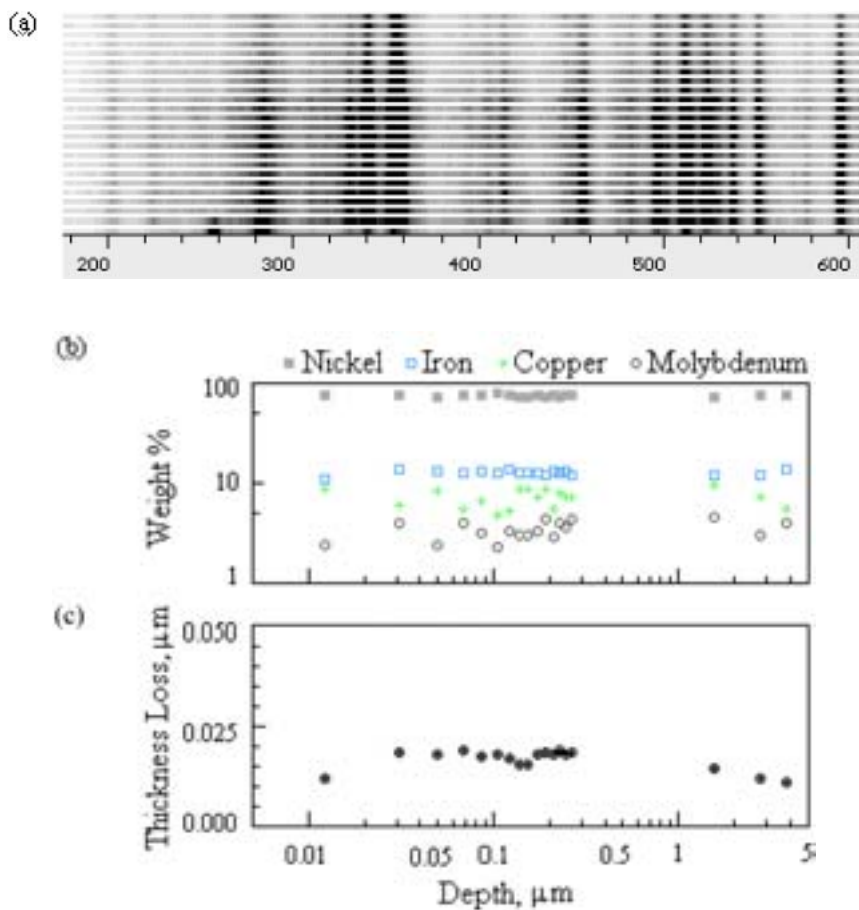 (a)
200 300 400 500 600
(b)
Nickel Iron Copper Molybdenum
100
10
1
Weight %
(c)
0.050
0.025
0.000
Thickness Loss, μm
0.01 0.05 0.1 0.5 1 5
Depth, μm